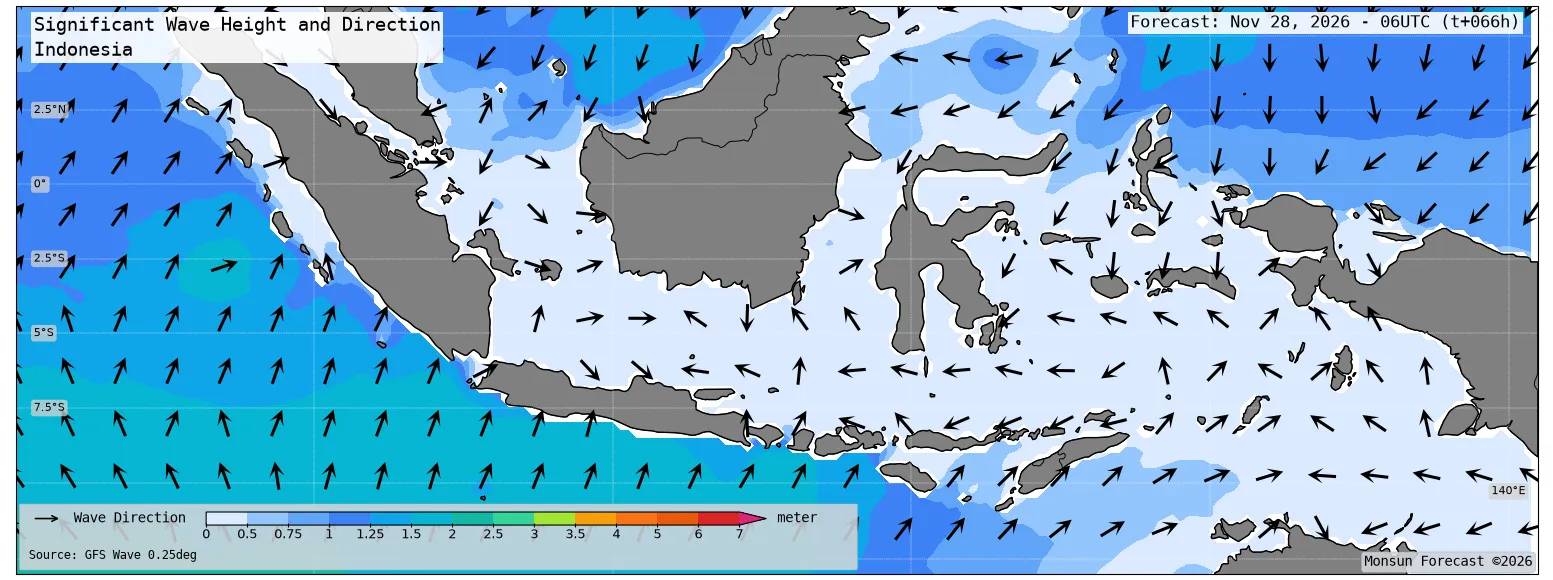 Significant Wave Height and Direction
Indonesia
Forecast: Nov 28, 2026 - 06UTC (t+066h)
2.5°N
0°
2.5°S
5°S
7.5°S
140°E
Wave Direction
0 0.5 0.75 1 1.25 1.5 2 2.5 3 3.5 4 5 6 7
meter
Source: GFS Wave 0.25deg
Monsun Forecast ©2026